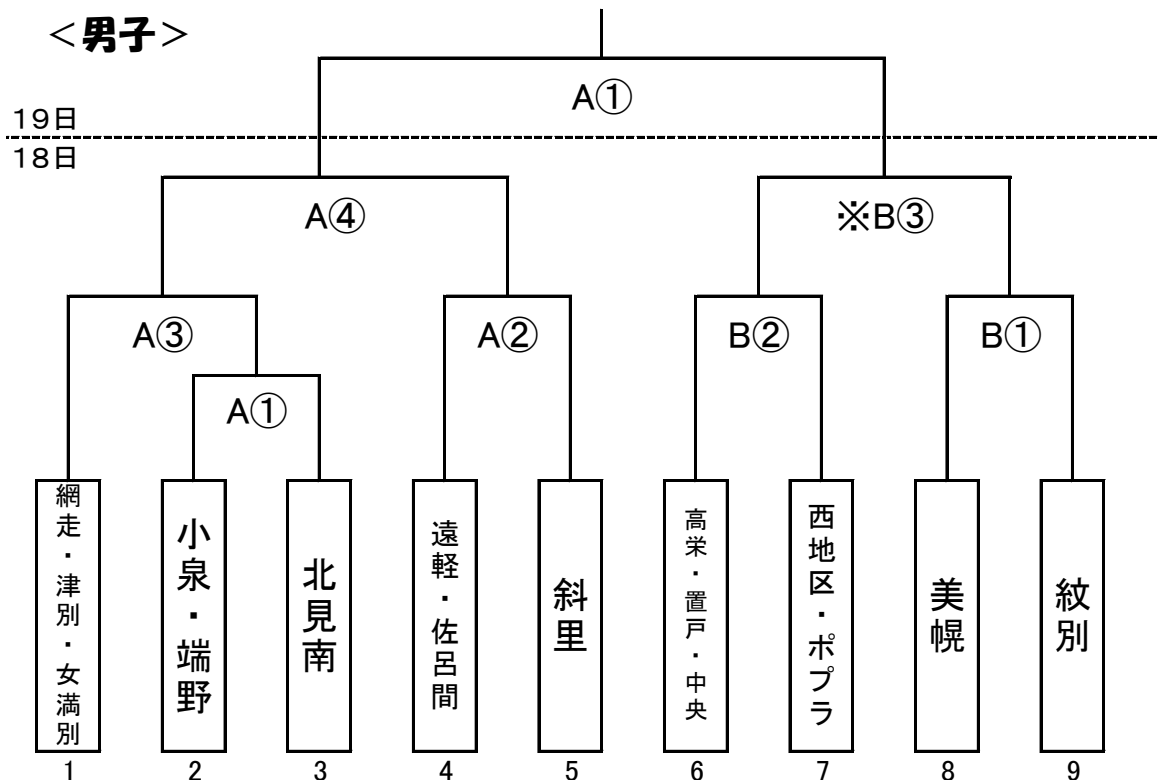 ＜男子＞
A①
19日
18日
A④
※B③
A③
A②
B②
B①
A①
網走・津別・女満別
小泉・端野
北見南
遠軽・佐呂間
斜里
高栄・置戸・中央
西地区・ポプラ
美幌
紋別
1 2 3 4 5 6 7 8 9